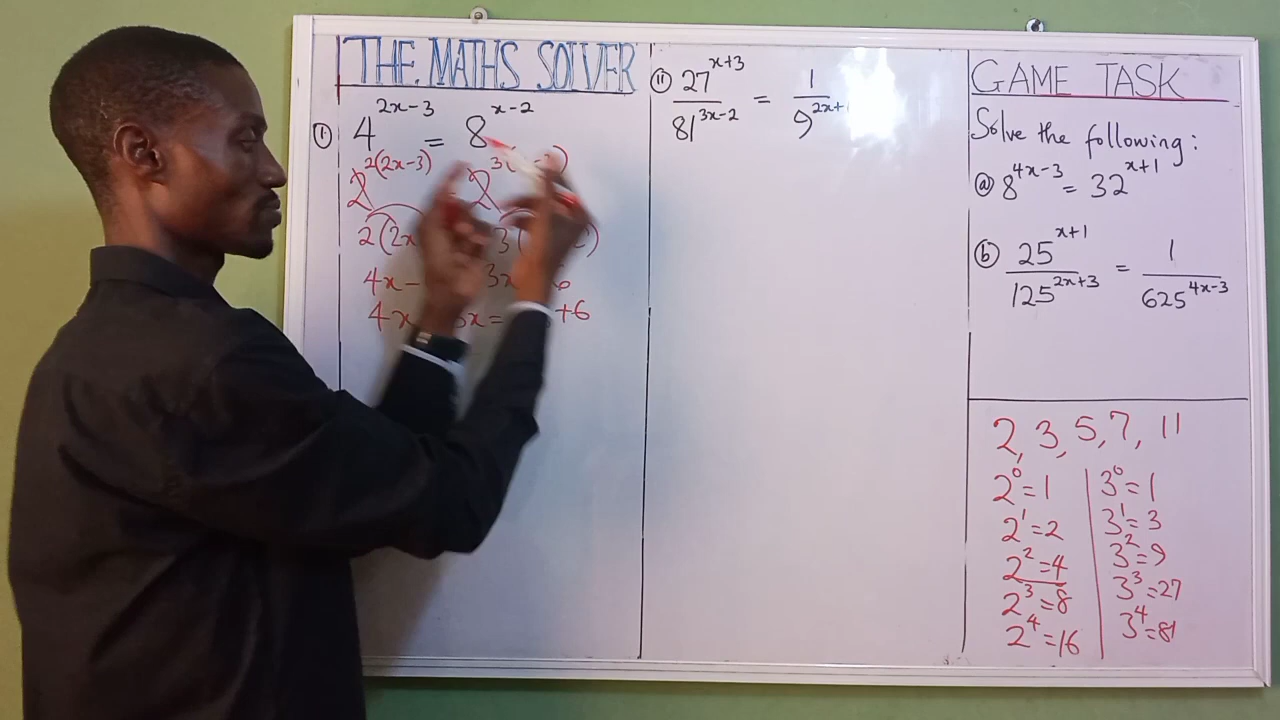 THE MATHS SOLVER
(i) 4^(2x-3) = 8^(x-2)
2^2(2x-3)
2(2x
4x-
4x
+6
(ii) 27^(x+3) / 81^(3x-2) = 1 / 9^(2x+
GAME TASK
Solve the following:
(a) 8^(4x-3) = 32^(x+1)
(b) 25^(x+1) / 125^(2x+3) = 1 / 625^(4x-3)
2, 3, 5, 7, 11
2^0=1
2^1=2
2^2=4
2^3=8
2^4=16
3^0=1
3^1=3
3^2=9
3^3=27
3^4=81